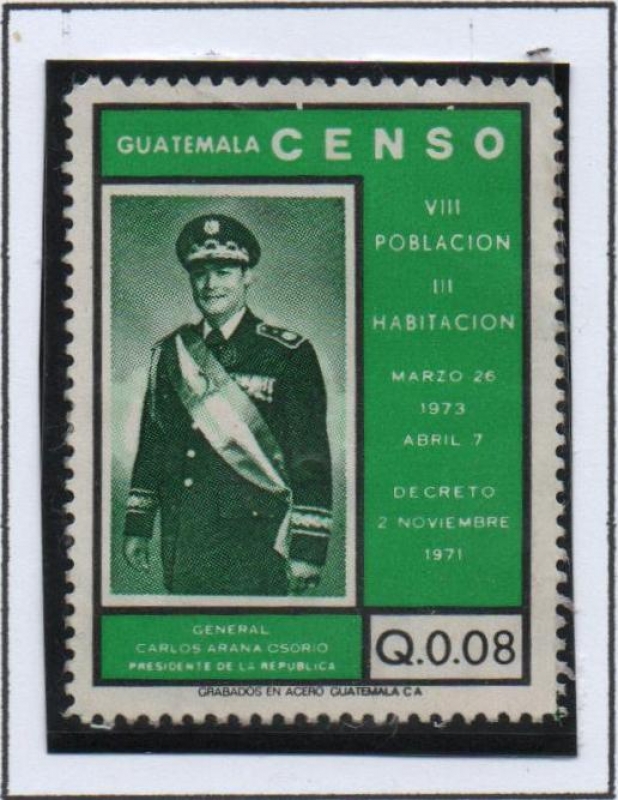 GUATEMALA CENSO
VIII
POBLACION
III
HABITACION
MARZO 26
1973
ABRIL 7
DECRETO
2 NOVIEMBRE
1971
GENERAL
CARLOS ARANA OSORIO
PRESIDENTE DE LA REPUBLICA
Q.0.08
GRABADOS EN ACERO GUATEMALA C A